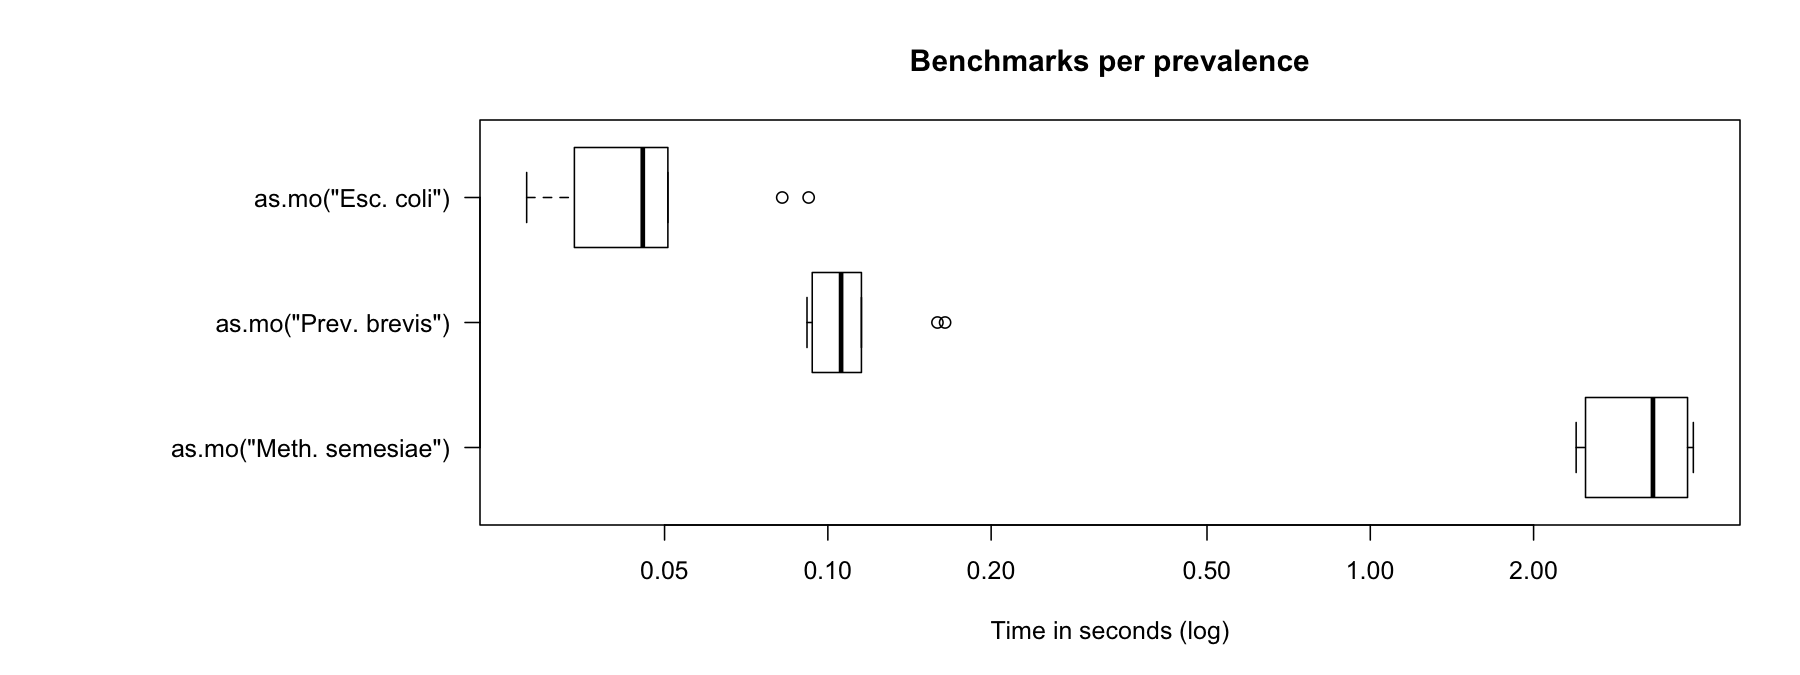 Benchmarks per prevalence
as.mo("Esc. coli")
as.mo("Prev. brevis")
as.mo("Meth. semesiae")
0.05 0.10 0.20 0.50 1.00 2.00
Time in seconds (log)